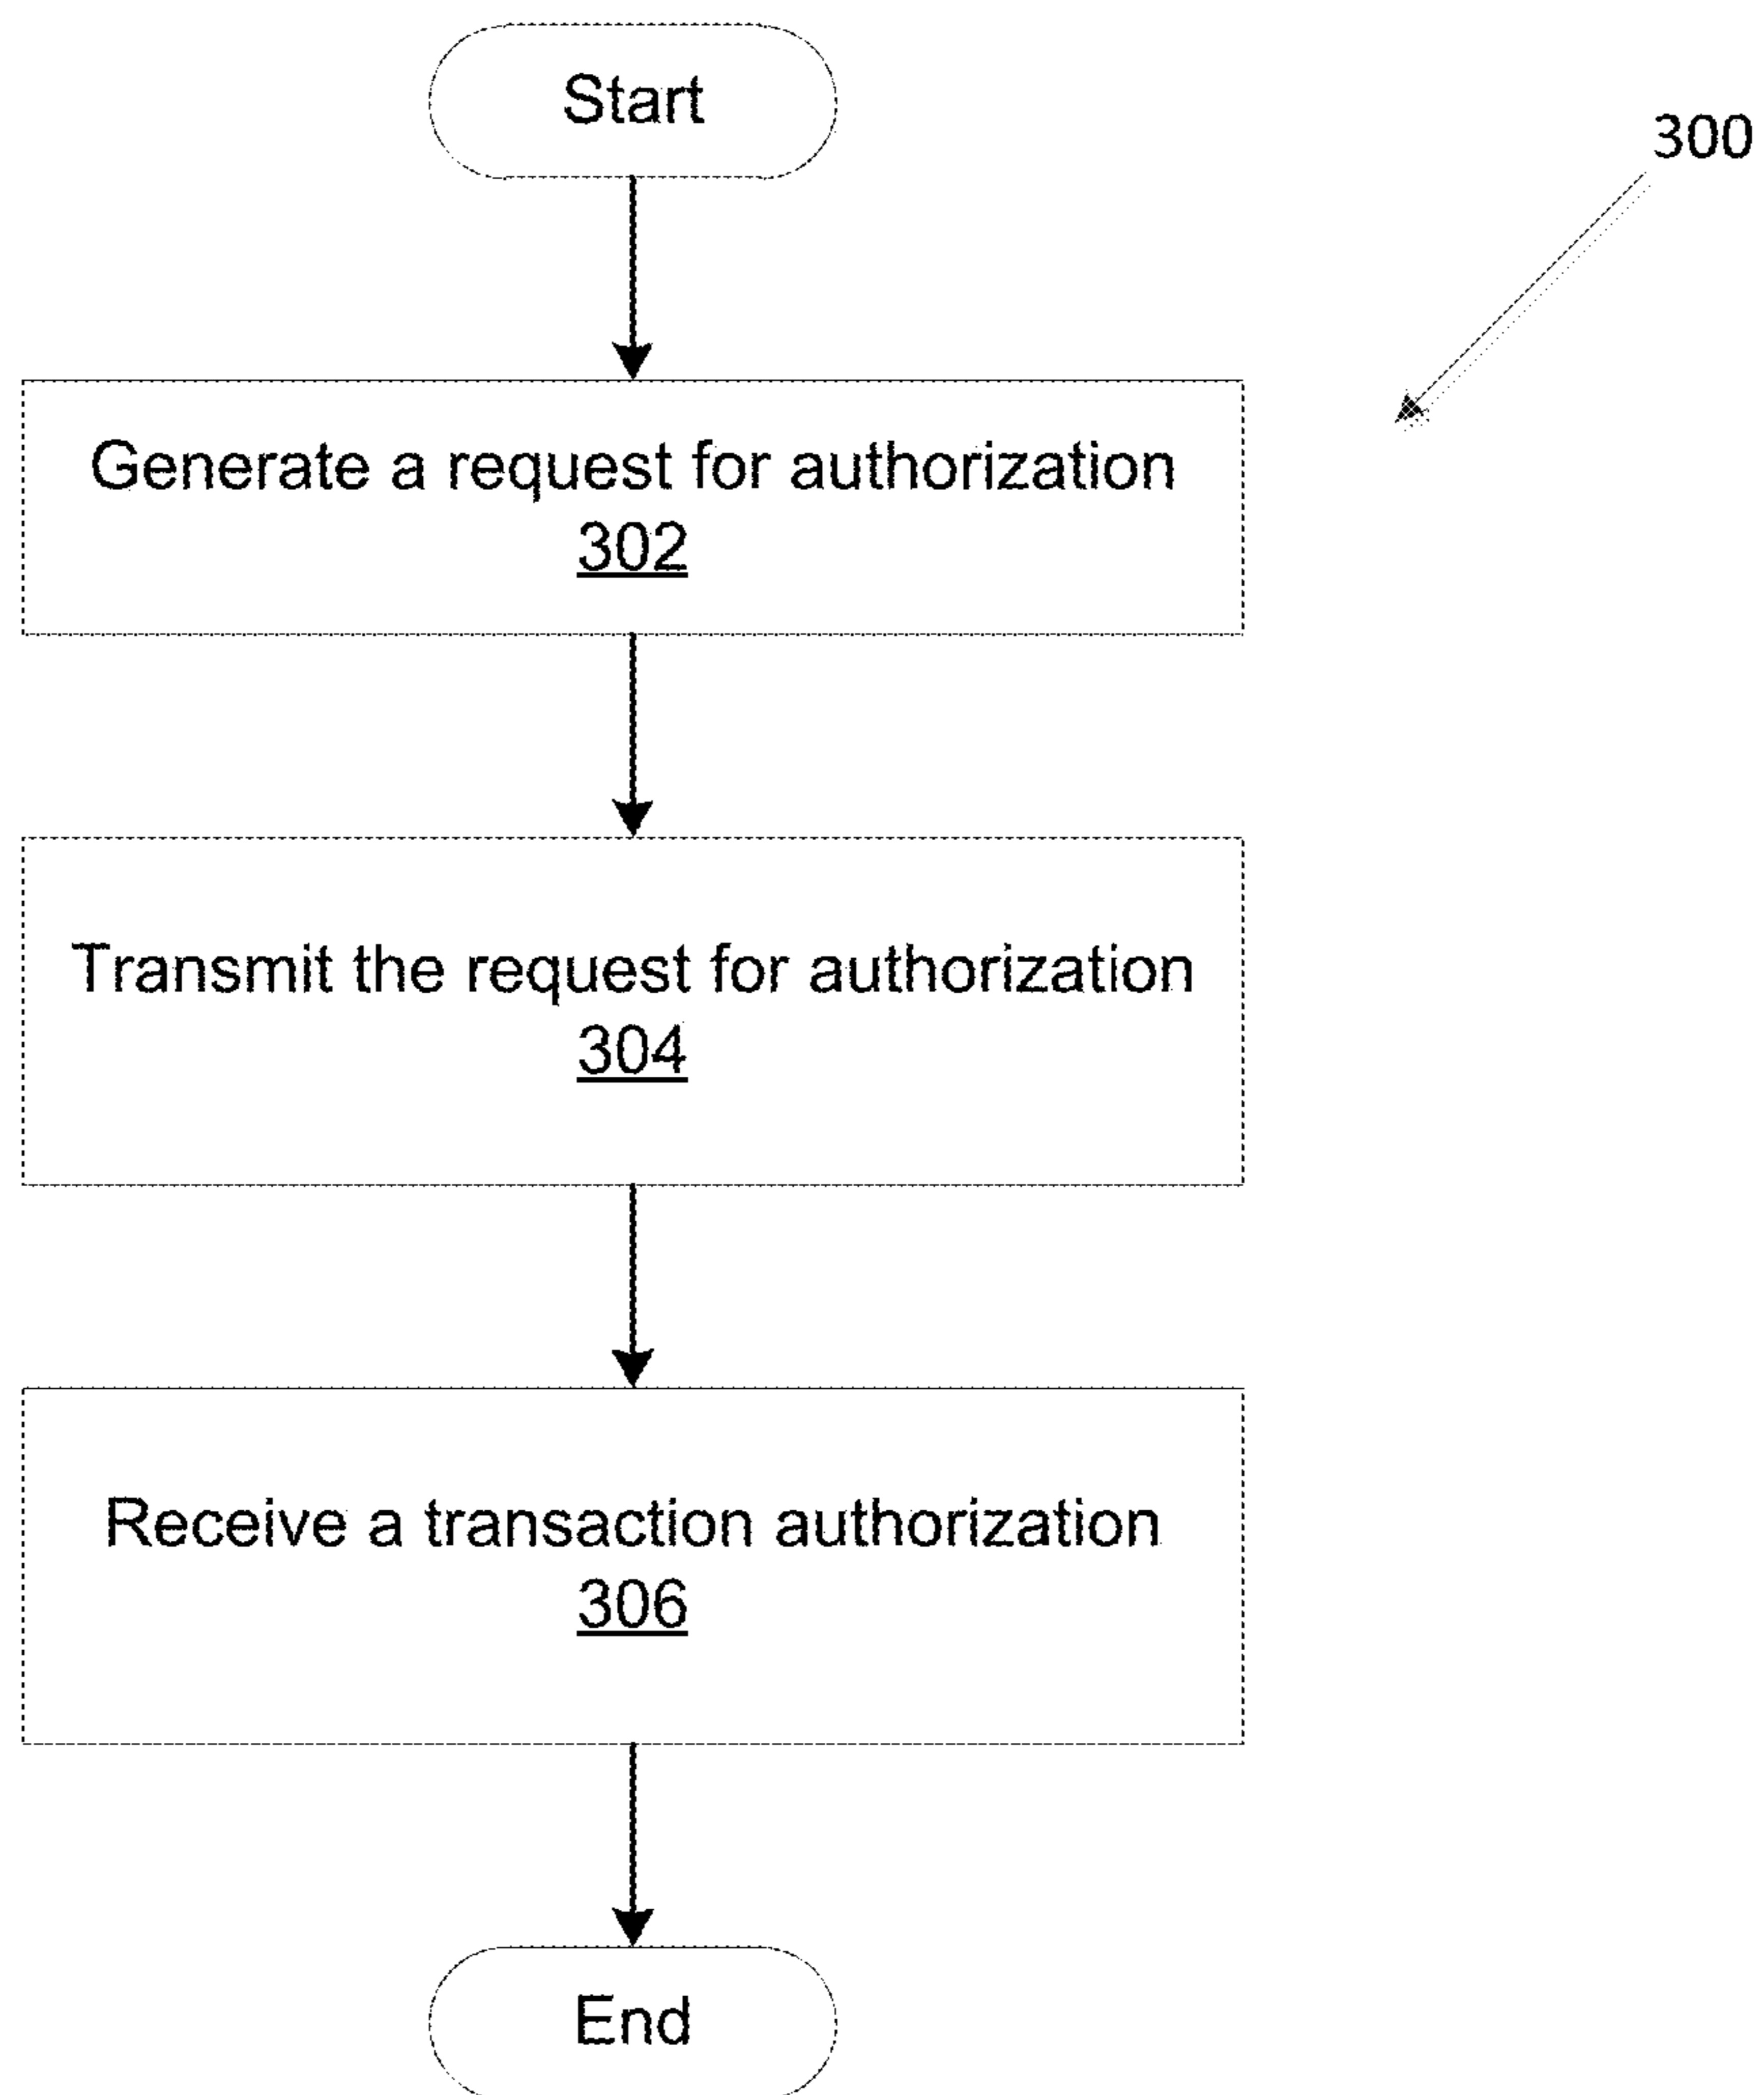 Start
300
Generate a request for authorization
302
Transmit the request for authorization
304
Receive a transaction authorization
306
End